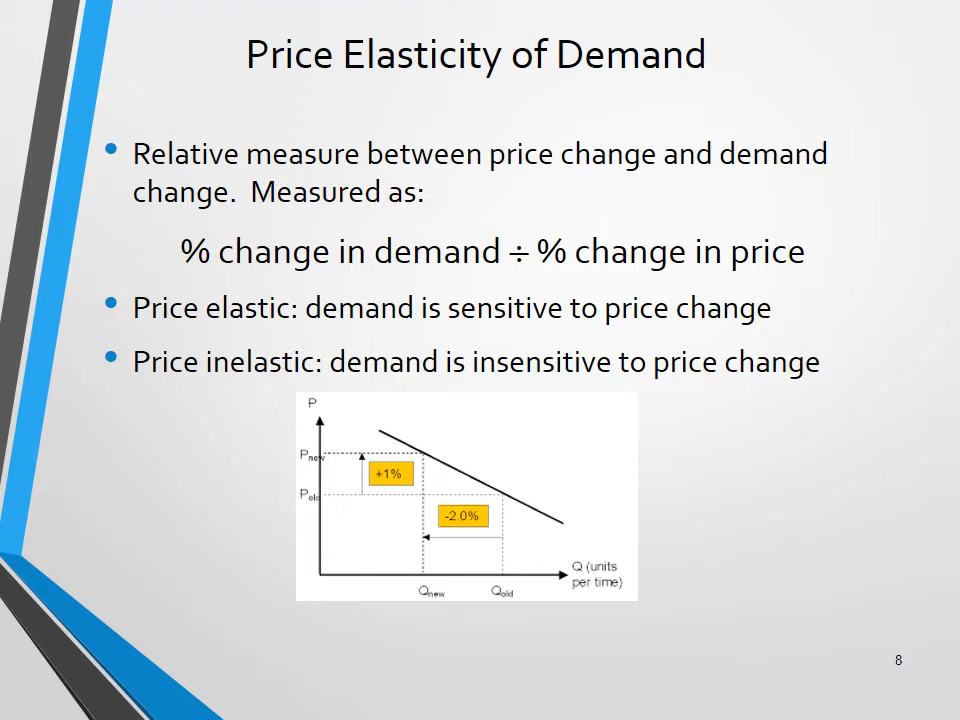 Price Elasticity of Demand
• Relative measure between price change and demand
change.  Measured as:
% change in demand ÷ % change in price
• Price elastic: demand is sensitive to price change
• Price inelastic: demand is insensitive to price change
P
Pnew
+1%
Pold
-2.0%
Q (units
per time)
Qnew
Qold
8